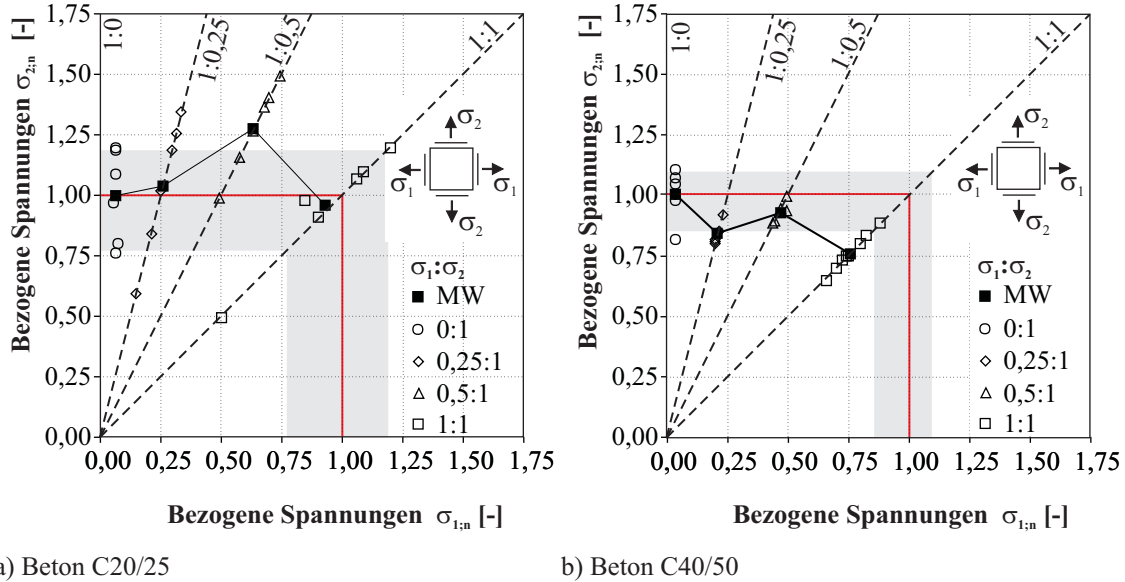 Bezogene Spannungen σ2;n [-]
1,75
1,50
1,25
1,00
0,75
0,50
0,25
0,00
1:0
1:0,25
1:0,5
1:1
σ2
σ1
σ1
σ2
σ1:σ2
MW
0:1
0,25:1
0,5:1
1:1
0,00 0,25 0,50 0,75 1,00 1,25 1,50 1,75
Bezogene Spannungen σ1;n [-]
a) Beton C20/25
Bezogene Spannungen σ2;n [-]
1,75
1,50
1,25
1,00
0,75
0,50
0,25
0,00
1:0
1:0,25
1:0,5
1:1
σ2
σ1
σ1
σ2
σ1:σ2
MW
0:1
0,25:1
0,5:1
1:1
0,00 0,25 0,50 0,75 1,00 1,25 1,50 1,75
Bezogene Spannungen σ1;n [-]
b) Beton C40/50